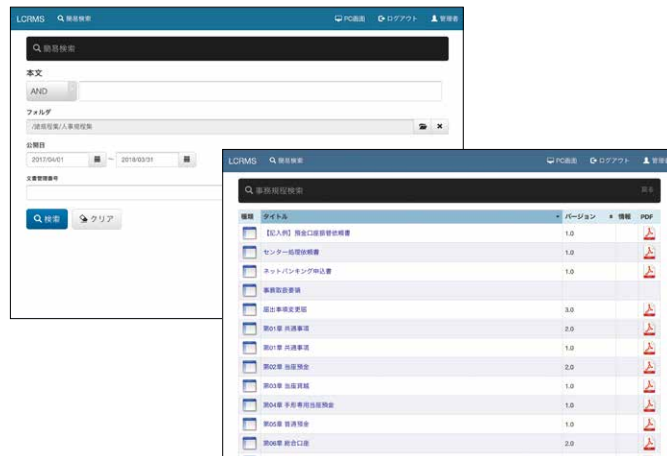 LCRMS 簡易検索 PC画面 ログアウト 管理者
簡易検索
本文
AND
フォルダ
/諸規程集/人事規程集
公開日
2017/04/01 ～ 2018/03/31
文書管理番号
検索 クリア
LCRMS 簡易検索 PC画面 ログアウト 管理者
事務規程検索 戻る
種類 タイトル バージョン 情報 PDF
【記入例】預金口座振替依頼書 1.0
センター処理依頼書 1.0
ネットバンキング申込書 1.0
事務取扱要領
届出事項変更届 3.0
第01章 共通事項 2.0
第01章 共通事項 1.0
第02章 当座預金 2.0
第03章 当座貸越 1.0
第04章 手形専用当座預金 1.0
第05章 普通預金 1.0
第06章 総合口座 2.0